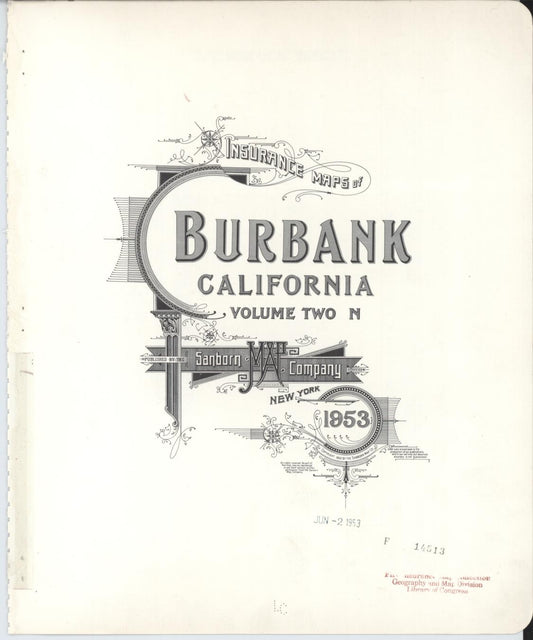 INSURANCE MAPS of
BURBANK
CALIFORNIA
VOLUME TWO N
PUBLISHED BY THE
Sanborn MAP Company
NEW YORK
1953
JUN -2 1953
F 14513
Geography and Map Division
Library of Congress
LC